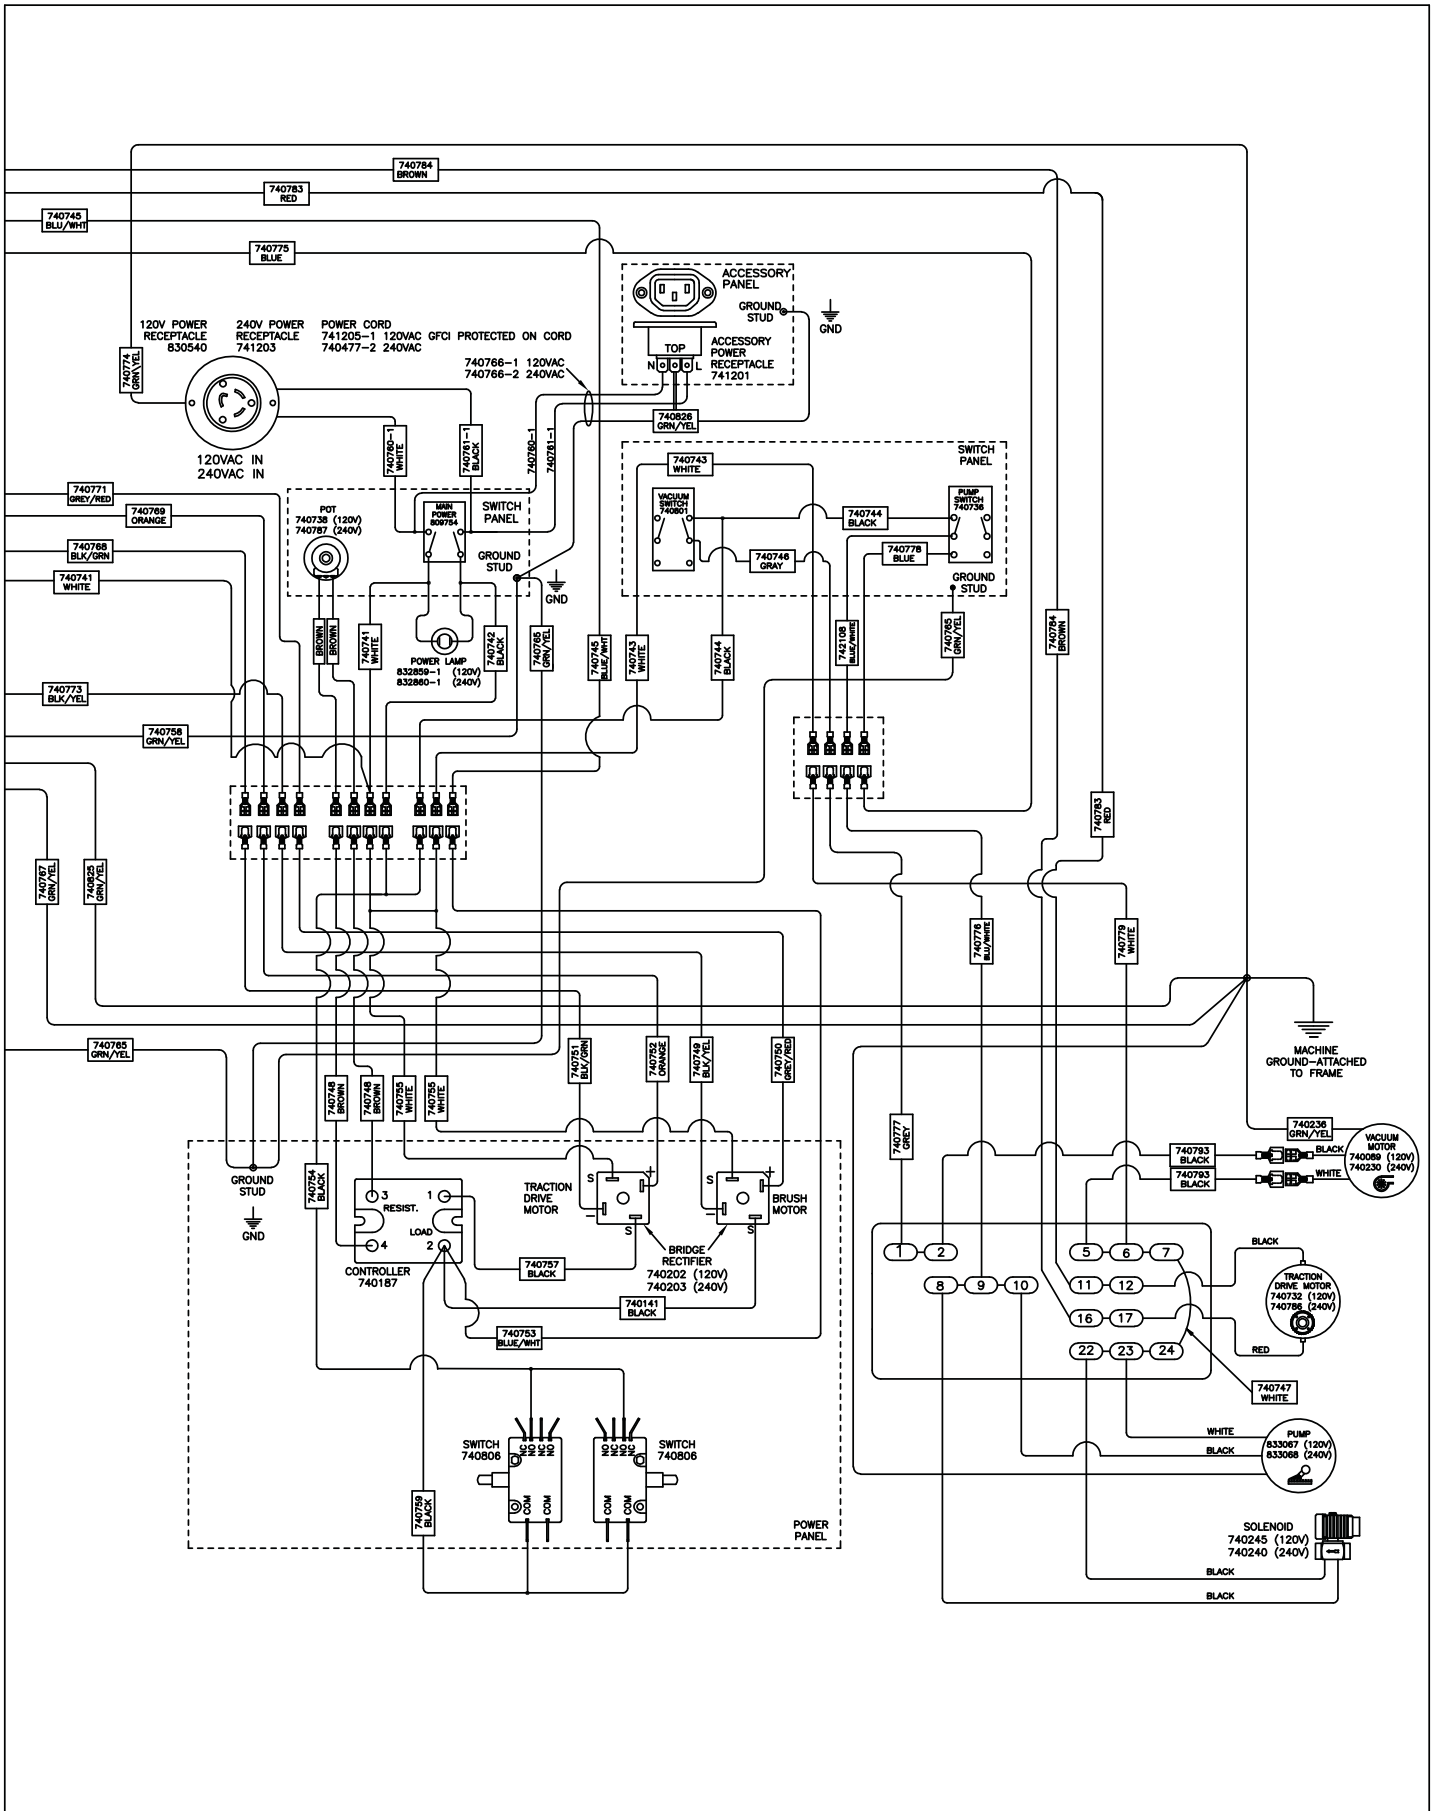 740784
BROWN
740783
RED
740745
BLU/WHT
740775
BLUE
ACCESSORY
PANEL
GROUND
STUD
GND
120V POWER
RECEPTACLE
830540
240V POWER
RECEPTACLE
741203
POWER CORD
741205-1 120VAC GFCI PROTECTED ON CORD
740477-2 240VAC
TOP
N
L
ACCESSORY
POWER
RECEPTACLE
741201
740774
GRN\YEL
740766-1 120VAC
740766-2 240VAC
740826
GRN/YEL
120VAC IN
240VAC IN
740760-1
WHITE
740761-1
BLACK
740760-1
740761-1
740743
WHITE
SWITCH
PANEL
740771
GREY/RED
740769
ORANGE
POT
740738 (120V)
740787 (240V)
MAIN
POWER
809754
SWITCH
PANEL
VACUUM
SWITCH
740801
740744
BLACK
PUMP
SWITCH
740736
740768
BLK/GRN
740746
GRAY
740778
BLUE
GROUND
STUD
GND
740741
WHITE
GROUND
STUD
BROWN
BROWN
740741
WHITE
POWER LAMP
832859-1 (120V)
832860-1 (240V)
740742
BLACK
740765
GRN/YEL
740745
BLUE/WHT
740743
WHITE
740744
BLACK
742108
BLUE/WHITE
740765
GRN/YEL
740784
BROWN
740773
BLK/YEL
740758
GRN/YEL
740783
RED
740767
GRN/YEL
740825
GRN/YEL
740776
BLU/WHITE
740779
WHITE
740765
GRN/YEL
MACHINE
GROUND-ATTACHED
TO FRAME
740751
BLK/GRN
740752
ORANGE
740749
BLK/YEL
740750
GREY/RED
740748
BROWN
740748
BROWN
740755
WHITE
740755
WHITE
740777
GREY
740236
GRN/YEL
740793
BLACK
BLACK
740793
BLACK
WHITE
VACUUM
MOTOR
740089 (120V)
740230 (240V)
GROUND
STUD
GND
740754
BLACK
3
1
RESIST.
LOAD
4
2
CONTROLLER
740187
TRACTION
DRIVE
MOTOR
S
+
-
S
S
+
-
S
BRUSH
MOTOR
BRIDGE
RECTIFIER
740202 (120V)
740203 (240V)
740757
BLACK
740141
BLACK
740753
BLUE/WHT
1 2 5 6 7
8 9 10 11 12
16 17
22 23 24
BLACK
TRACTION
DRIVE MOTOR
740732 (120V)
740786 (240V)
RED
740747
WHITE
SWITCH
740806
NC NO NC NO
COM COM
NO NC NO NC
COM COM
SWITCH
740806
WHITE
BLACK
PUMP
833067 (120V)
833068 (240V)
740759
BLACK
POWER
PANEL
SOLENOID
740245 (120V)
740240 (240V)
BLACK
BLACK